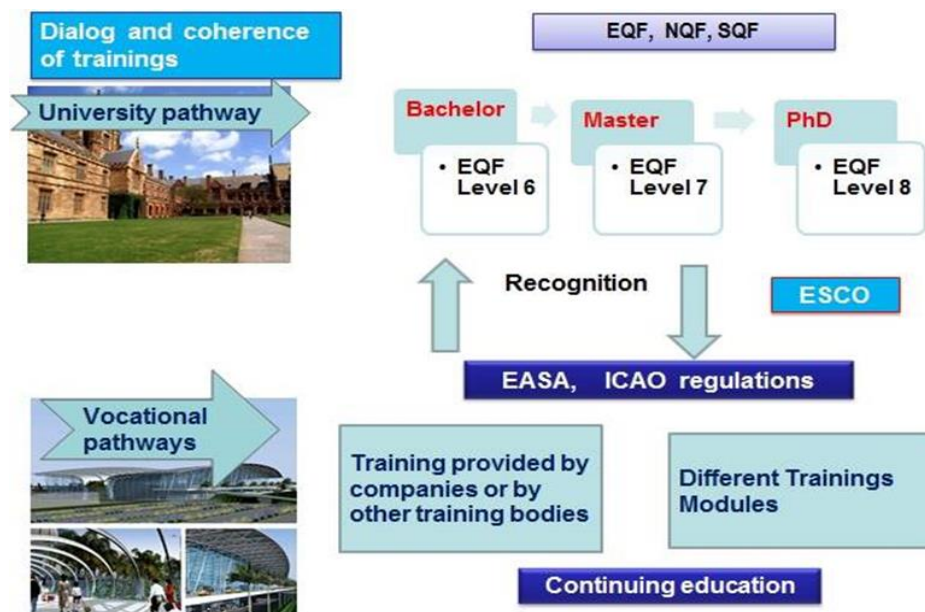 Dialog and coherence
of trainings
EQF, NQF, SQF
University pathway
Bachelor
• EQF
Level 6
Master
• EQF
Level 7
PhD
• EQF
Level 8
Recognition
ESCO
EASA, ICAO regulations
Vocational
pathways
Training provided by
companies or by
other training bodies
Different Trainings
Modules
Continuing education